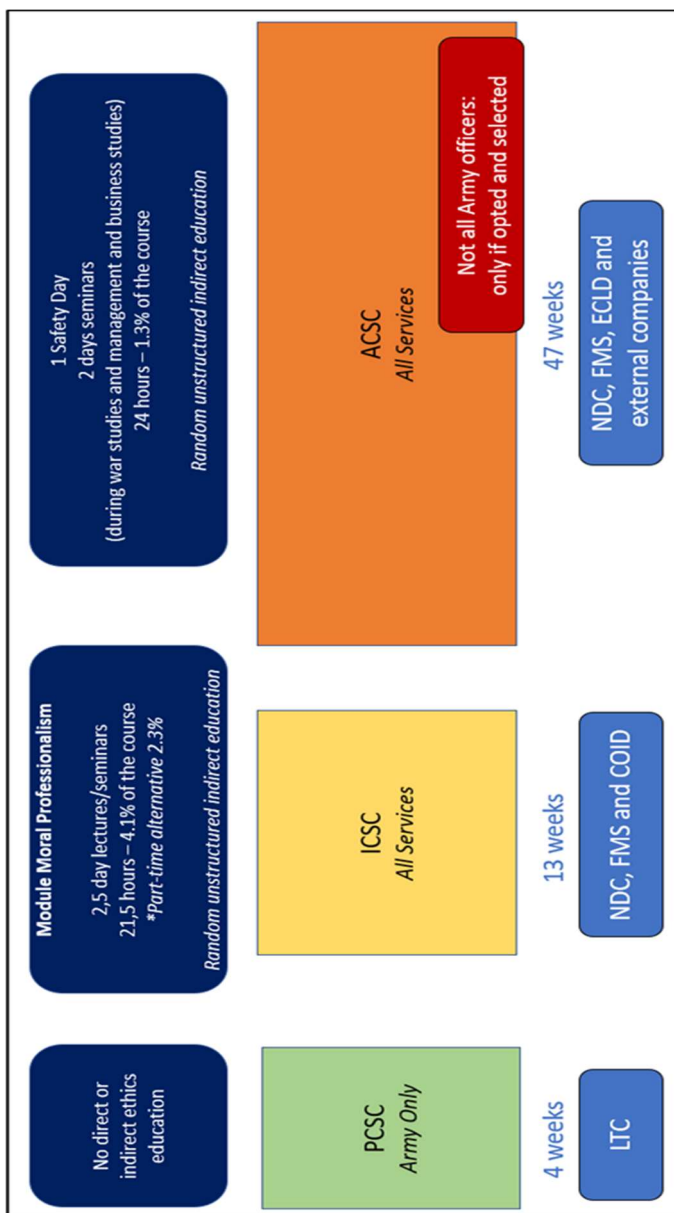 No direct or
indirect ethics
education
PCSC
Army Only
4 weeks
LTC
Module Moral Professionalism
2,5 day lectures/seminars
21,5 hours – 4.1% of the course
*Part-time alternative 2.3%
Random unstructured indirect education
ICSC
All Services
13 weeks
NDC, FMS and COID
1 Safety Day
2 days seminars
(during war studies and management and business studies)
24 hours – 1.3% of the course
Random unstructured indirect education
ACSC
All Services
Not all Army officers:
only if opted and selected
47 weeks
NDC, FMS, ECLD and
external companies